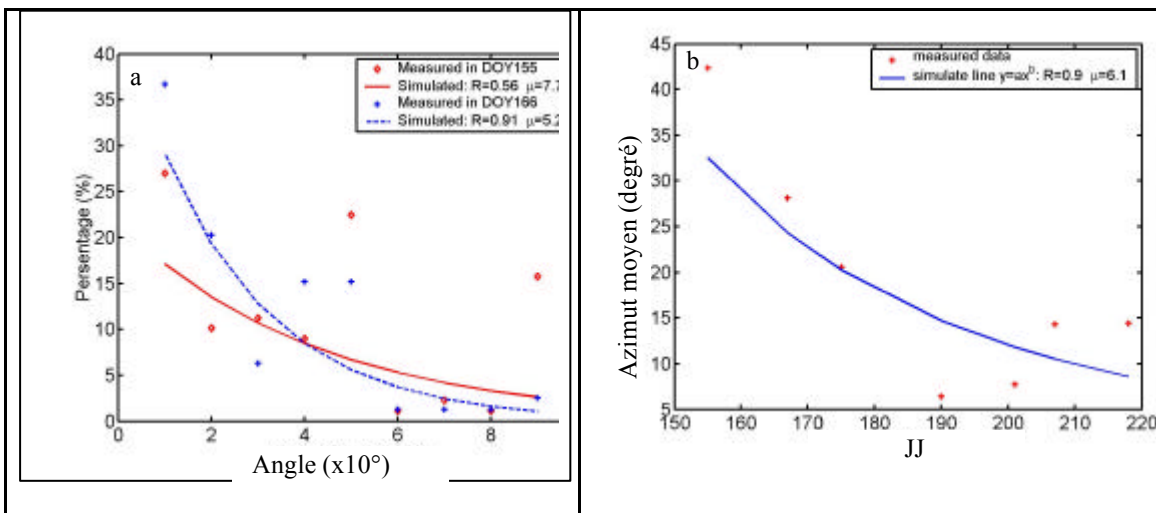 a
40
35
30
25
20
15
10
5
0
Persentage (%)
Measured in DOY155
Simulated: R=0.56 μ=7.7
Measured in DOY166
Simulated: R=0.91 μ=5.2
0 2 4 6 8
Angle (x10°)
b
45
40
35
30
25
20
15
10
5
Azimut moyen (degré)
measured data
simulate line y=ax^b: R=0.9 μ=6.1
150 160 170 180 190 200 210 220
JJ